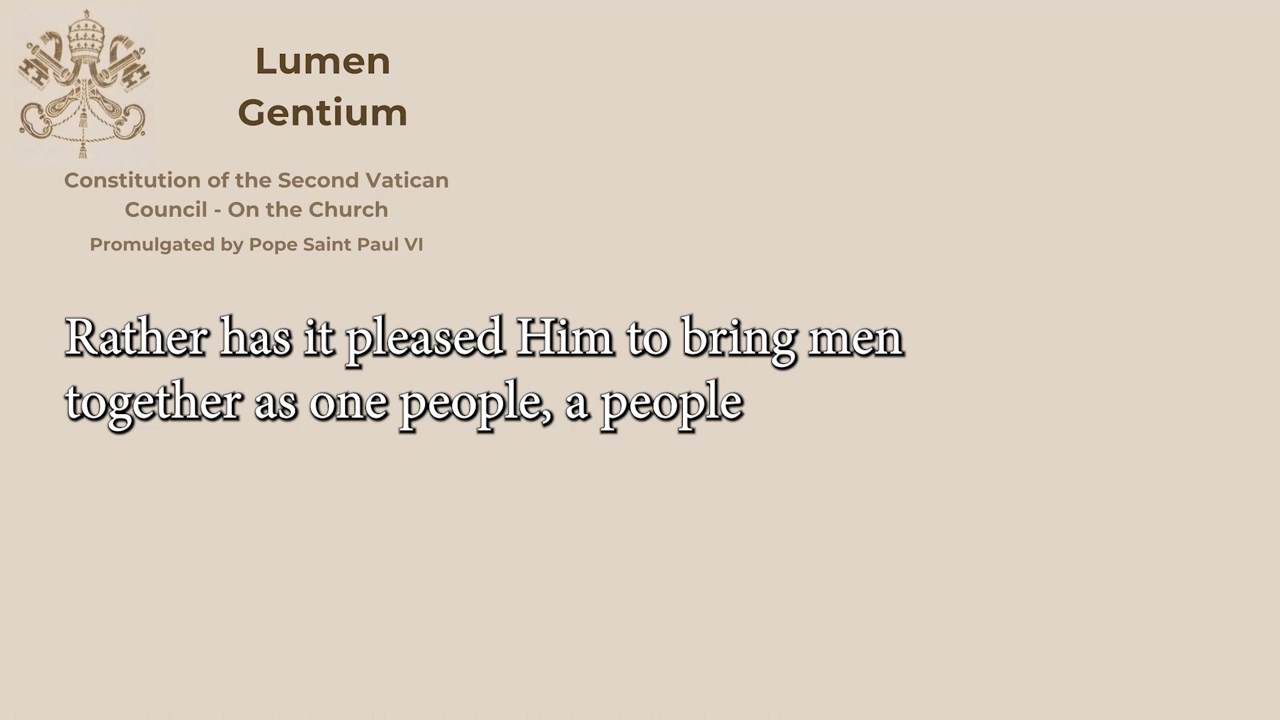 Lumen
Gentium
Constitution of the Second Vatican
Council - On the Church
Promulgated by Pope Saint Paul VI
Rather has it pleased Him to bring men
together as one people, a people